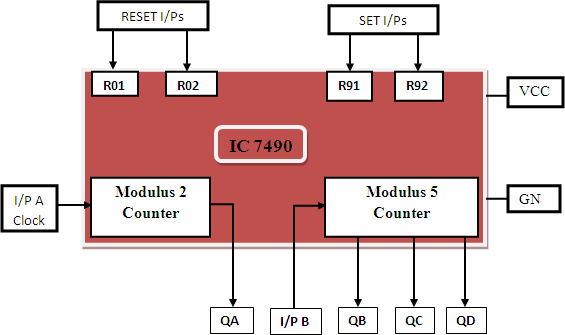 RESET I/Ps
SET I/Ps
R01
R02
R91
R92
VCC
IC 7490
I/P A
Clock
Modulus 2
Counter
Modulus 5
Counter
GN
QA
I/P B
QB
QC
QD